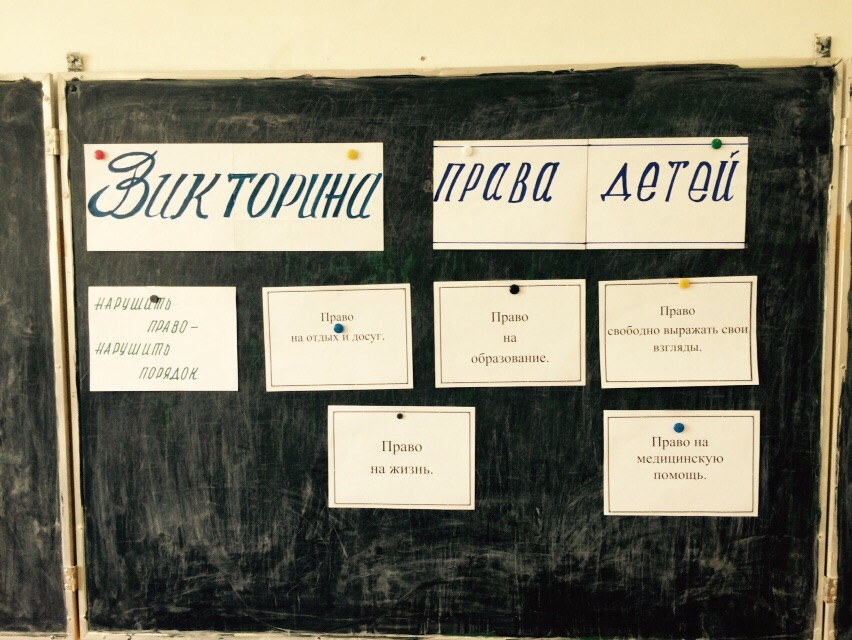 Викторина
права детей
Нарушить
право –
нарушить
порядок
Право
на отдых и досуг.
Право
на
образование.
Право
свободно выражать свои
взгляды.
Право
на жизнь.
Право на
медицинскую
помощь.